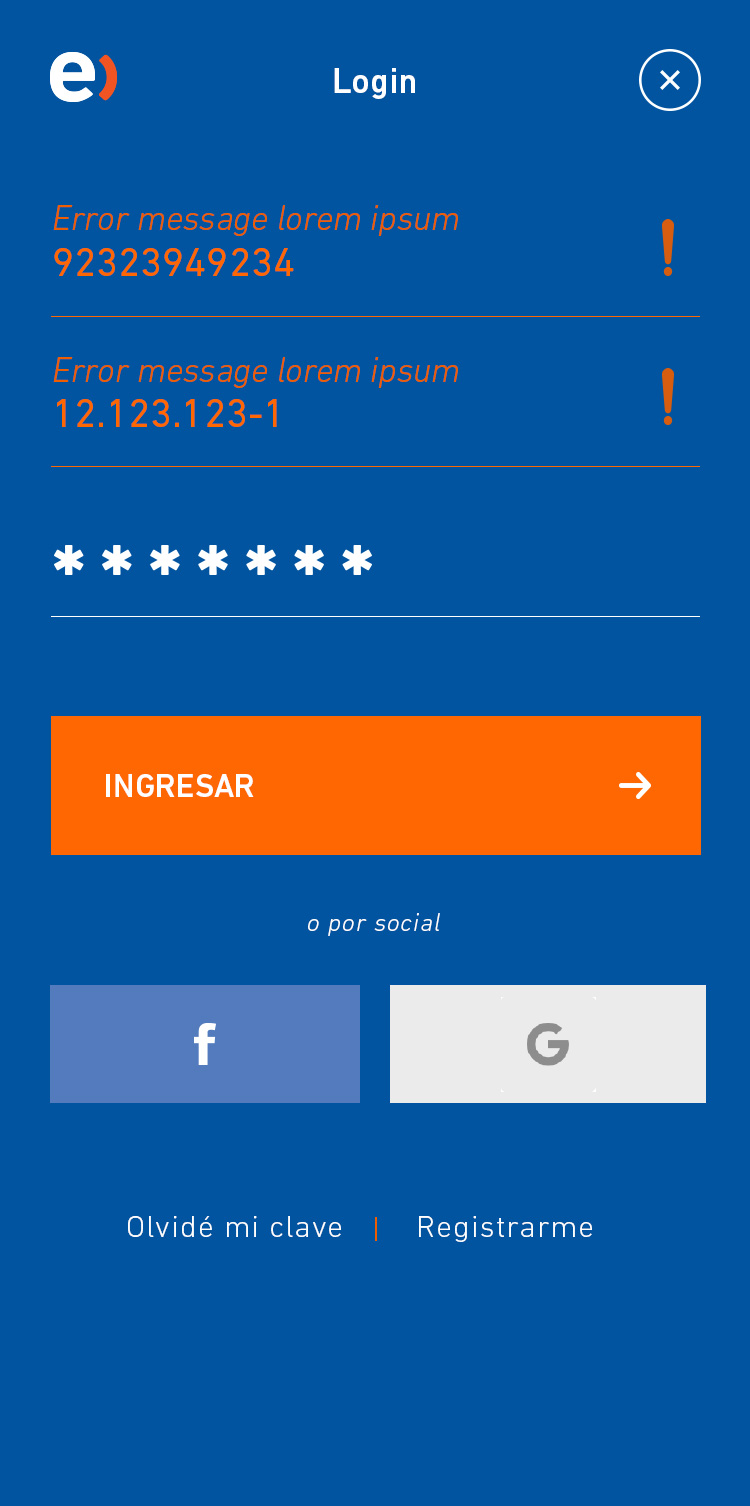 e)
Login
Error message lorem ipsum
92323949234
Error message lorem ipsum
12.123.123-1
*******
INGRESAR
o por social
f
G
Olvidé mi clave | Registrarme